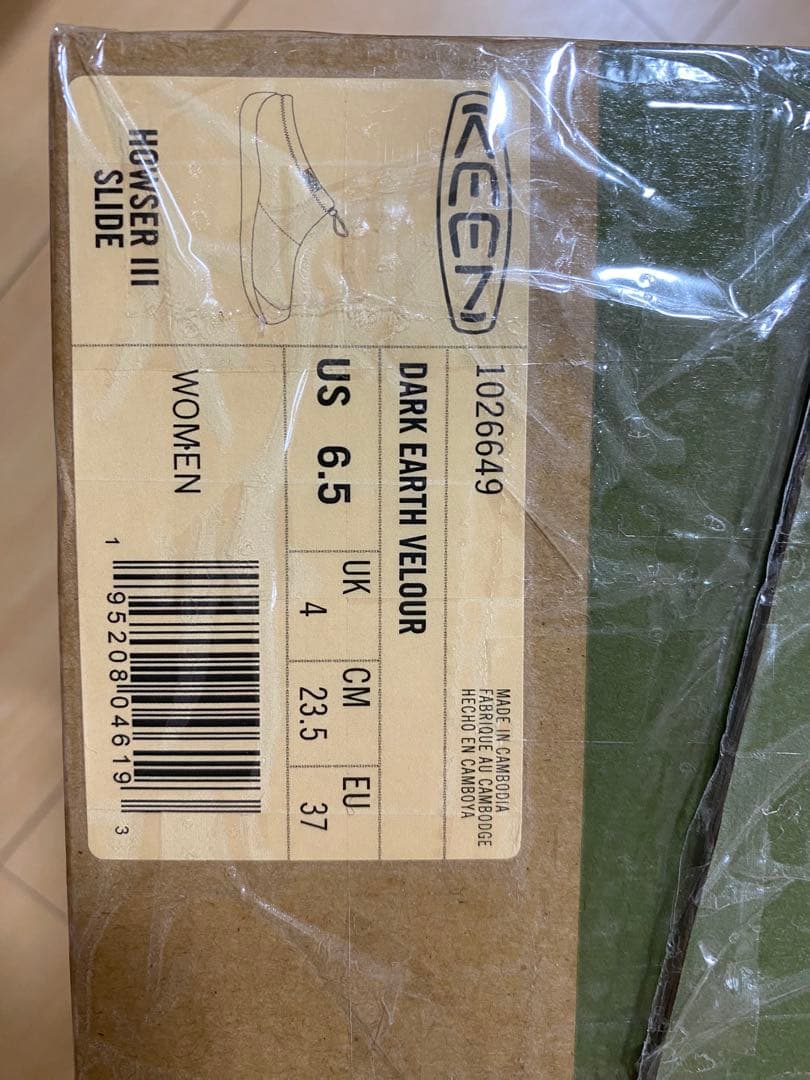 KEEN
HOWSER III
SLIDE
1026649
MADE IN CAMBODIA
FABRIQUE AU CAMBODGE
HECHO EN CAMBOYA
DARK EARTH VELOUR
US 6.5
UK 4
CM 23.5
EU 37
WOMEN
1 95208 04619 3